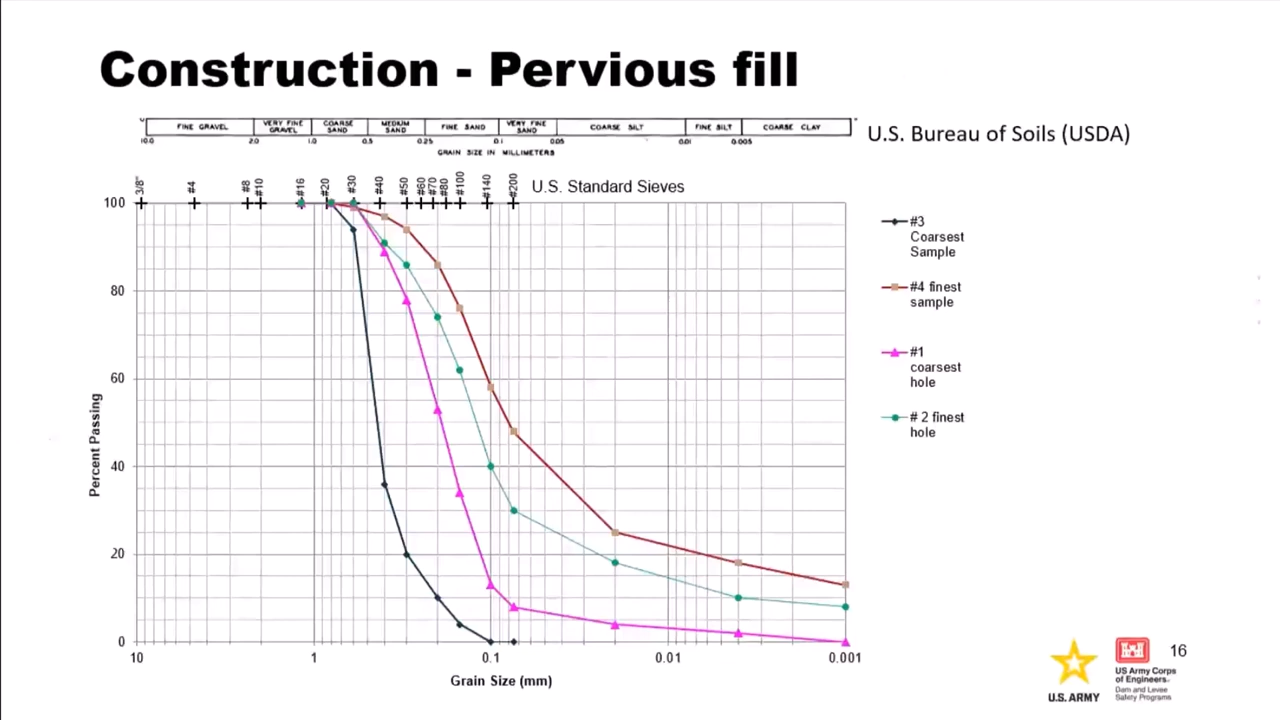 Construction - Pervious fill
FINE GRAVEL
VERY FINE
GRAVEL
COARSE
SAND
MEDIUM
SAND
FINE SAND
VERY FINE
SAND
COARSE SILT
FINE SILT
COARSE CLAY
U.S. Bureau of Soils (USDA)
10.0 2.0 1.0 0.5 0.25 0.1 0.05 0.01 0.005
GRAIN SIZE IN MILLIMETERS
3/8" #4 #8 #10 #16 #20 #30 #40 #50 #60 #70 #80 #100 #140 #200
U.S. Standard Sieves
100
80
60
40
20
0
Percent Passing
10 1 0.1 0.01 0.001
Grain Size (mm)
#3
Coarsest
Sample
#4 finest
sample
#1
coarsest
hole
# 2 finest
hole
U.S. ARMY
US Army Corps
of Engineers.
Dam and Levee
Safety Programs
16